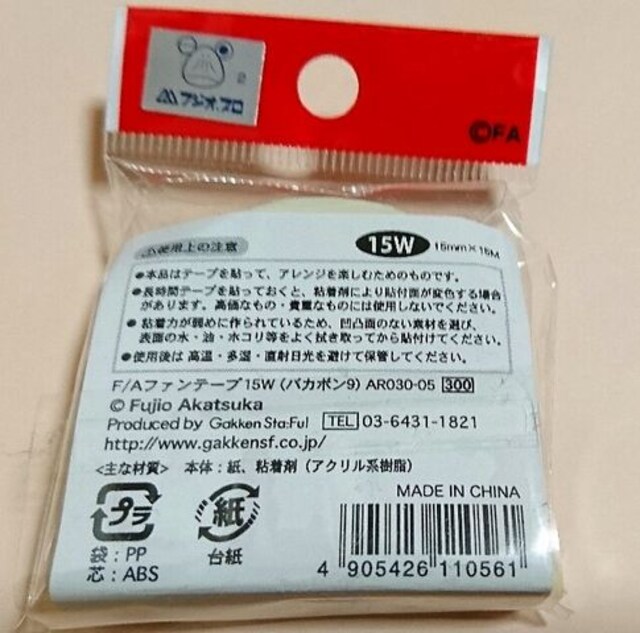 フジオ・プロ
©FA
ご使用上の注意
15W 15mm×15M
●本品はテープを貼って、アレンジを楽しむためのものです。
●長時間テープを貼っておくと、粘着剤により貼付面が変色する場合
があります。高価なもの・貴重なものには使用しないでください。
●粘着力が弱めに作られているため、凹凸面のない素材を選び、
表面の水・油・ホコリ等をよく拭き取ってから貼付けてください。
●使用後は高温・多湿・直射日光を避けて保管してください。
F/Aファンテープ15W(バカボン9) AR030-05 300
© Fujio Akatsuka
Produced by Gakken Sta:Ful TEL 03-6431-1821
http://www.gakkensf.co.jp/
<主な材質> 本体:紙、粘着剤(アクリル系樹脂)
MADE IN CHINA
プラ
紙
袋:PP
芯:ABS
台紙
4 905426 110561